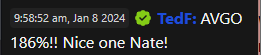 9:58:52 am, Jan 8 2024 TedF: AVGO
186%!! Nice one Nate!